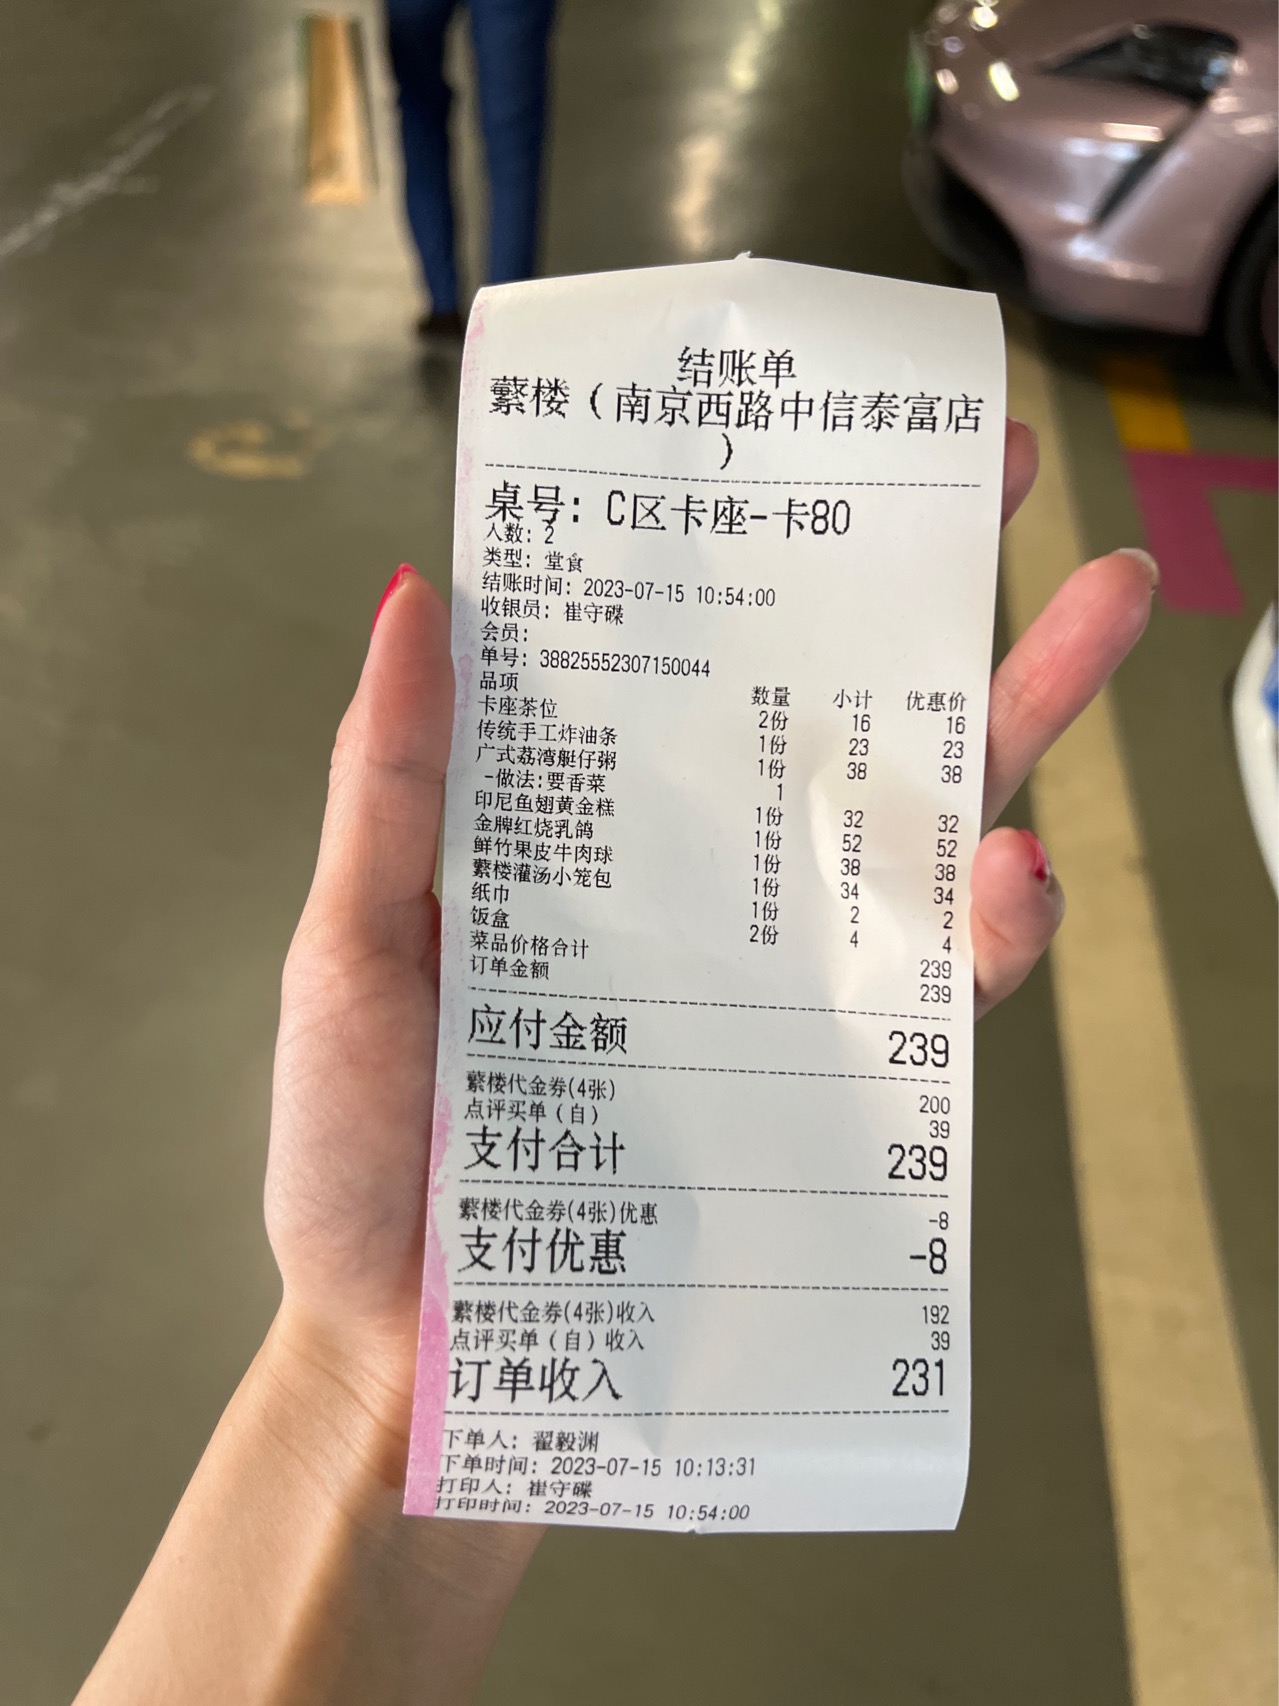 结账单
蘩楼（南京西路中信泰富店
）
桌号: C区卡座-卡80
人数: 2
类型: 堂食
结账时间: 2023-07-15 10:54:00
收银员: 崔守碟
会员:
单号: 38825552307150044
品项 数量 小计 优惠价
卡座茶位 2份 16 16
传统手工炸油条 1份 23 23
广式荔湾艇仔粥 1份 38 38
-做法:要香菜 1
印尼鱼翅黄金糕 1份 32 32
金牌红烧乳鸽 1份 52 52
鲜竹果皮牛肉球 1份 38 38
蘩楼灌汤小笼包 1份 34 34
纸巾 1份 2 2
饭盒 2份 4 4
菜品价格合计 239
订单金额 239
应付金额 239
蘩楼代金券(4张) 200
点评买单（自） 39
支付合计 239
蘩楼代金券(4张)优惠 -8
支付优惠 -8
蘩楼代金券(4张)收入 192
点评买单（自）收入 39
订单收入 231
下单人: 翟毅渊
下单时间: 2023-07-15 10:13:31
打印人: 崔守碟
打印时间: 2023-07-15 10:54:00